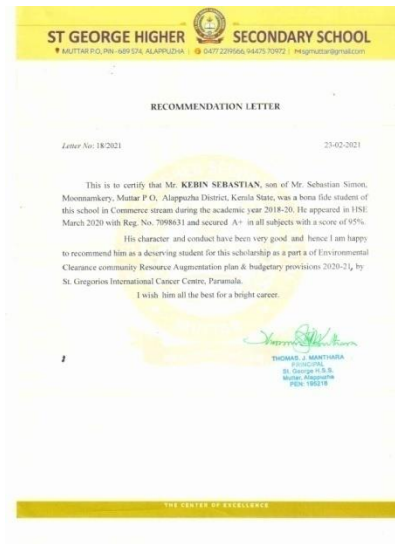 ST GEORGE HIGHER SECONDARY SCHOOL
MUTTAR P.O, PIN - 689 574, ALAPPUZHA | 0477 2219566, 94475 70972 | hsgmuttar@gmail.com
RECOMMENDATION LETTER
Letter No: 18/2021 23-02-2021
This is to certify that Mr. KEBIN SEBASTIAN, son of Mr. Sebastian Simon,
Moonnamkery, Muttar P O, Alappuzha District, Kerala State, was a bona fide student of
this school in Commerce stream during the academic year 2018-20. He appeared in HSE
March 2020 with Reg. No. 7098631 and secured A+ in all subjects with a score of 95%.
His character and conduct have been very good and hence I am happy
to recommend him as a deserving student for this scholarship as a part a of Environmental
Clearance community Resource Augmentation plan & budgetary provisions 2020-21, by
St. Gregorios International Cancer Centre, Parumala.
I wish him all the best for a bright career.
THOMAS. J. MANTHARA
PRINCIPAL
St. George H.S.S.
Muttar, Alappuzha
PEN: 195218
THE CENTER OF EXCELLENCE